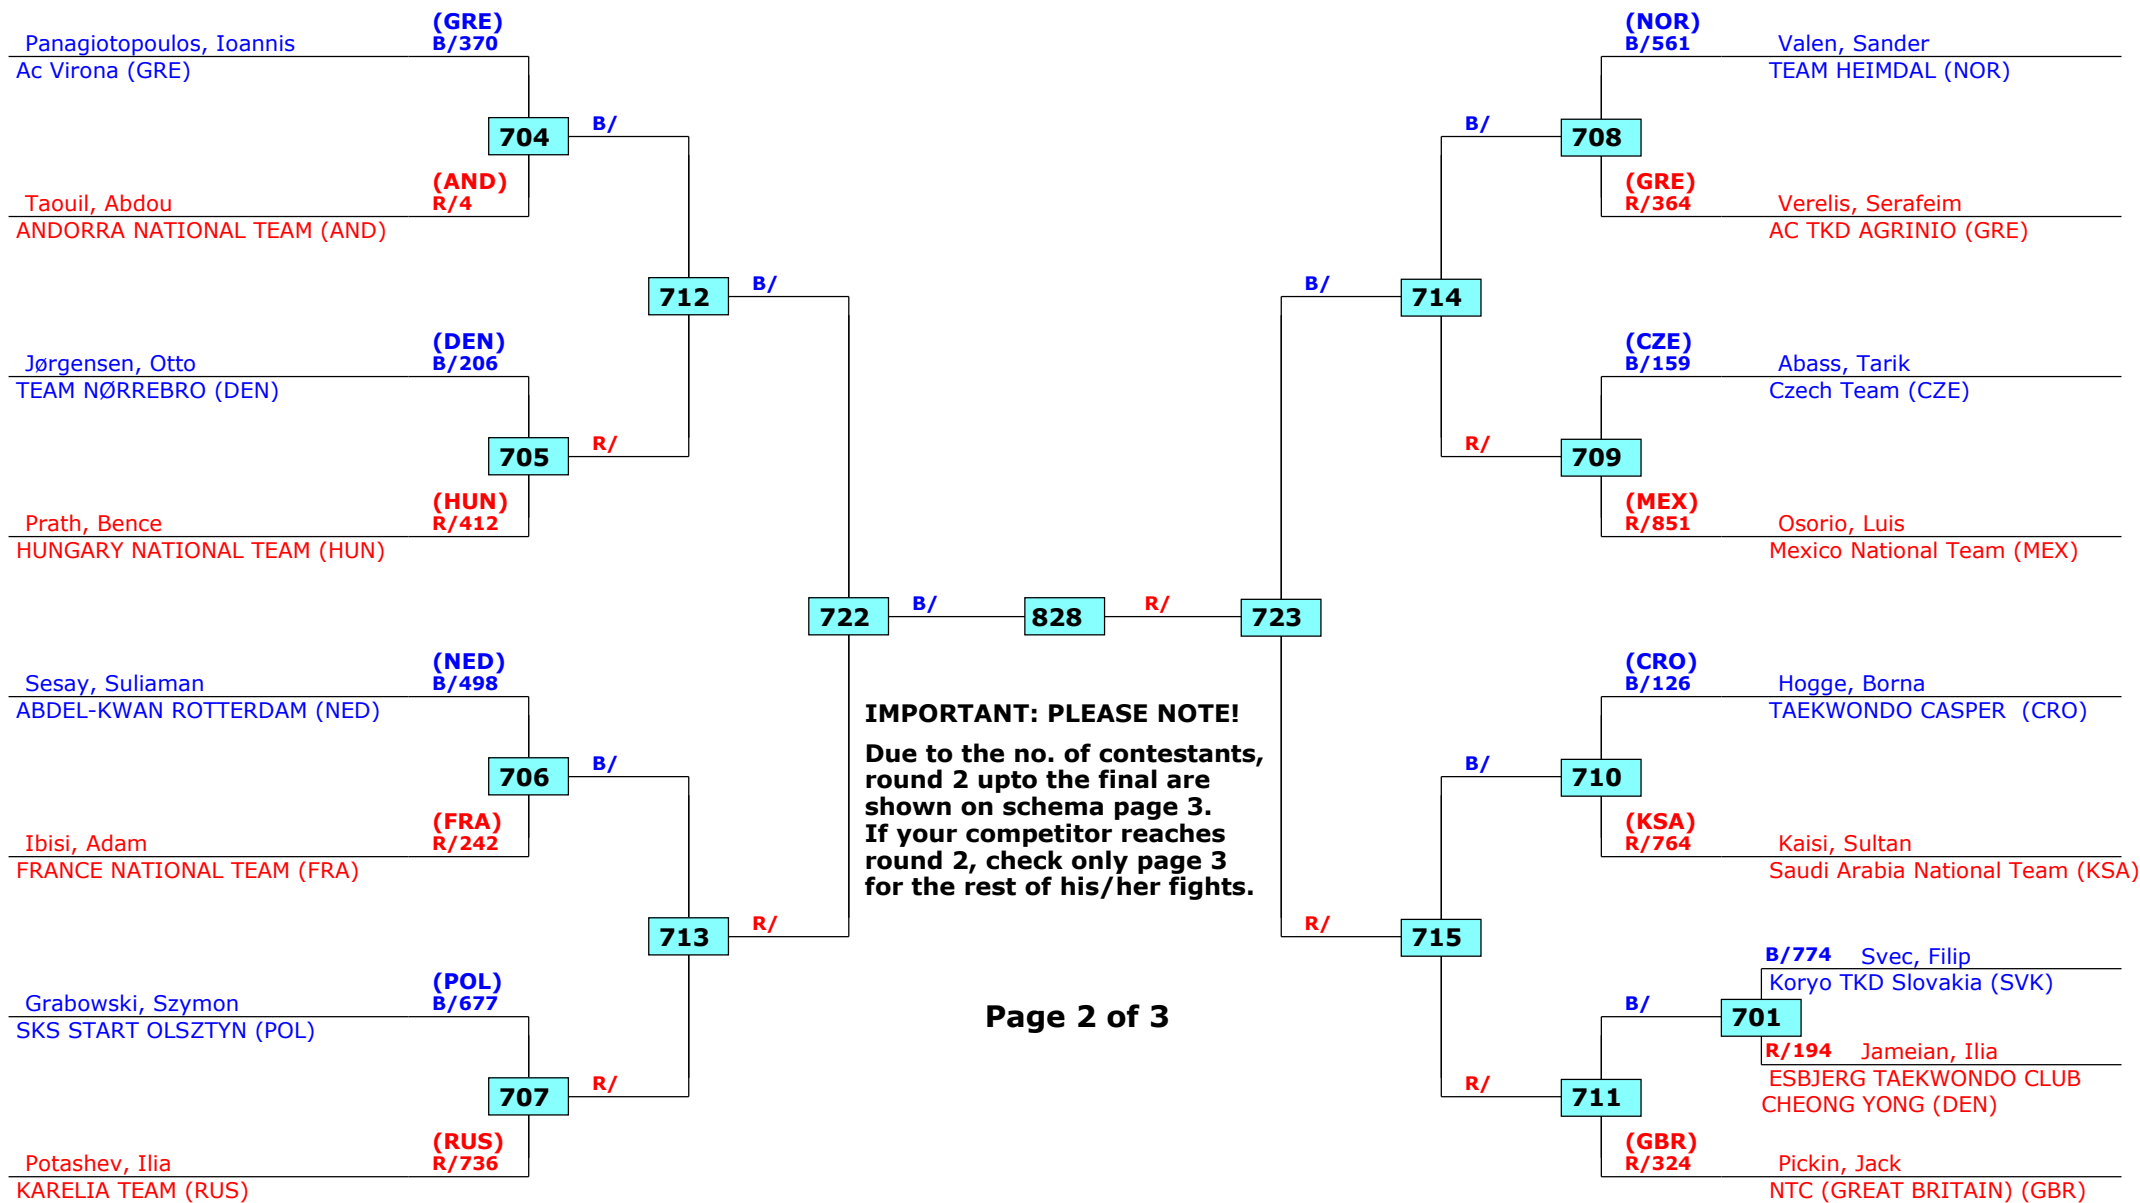 (GRE)
Panagiotopoulos, Ioannis B/370
Ac Virona (GRE)
704
B/
(AND)
Taouil, Abdou R/4
ANDORRA NATIONAL TEAM (AND)
712
B/
(DEN)
Jørgensen, Otto B/206
TEAM NØRREBRO (DEN)
705
R/
(HUN)
Prath, Bence R/412
HUNGARY NATIONAL TEAM (HUN)
722
B/
828
R/
723
(NED)
Sesay, Suliaman B/498
ABDEL-KWAN ROTTERDAM (NED)
706
B/
(FRA)
Ibisi, Adam R/242
FRANCE NATIONAL TEAM (FRA)
713
R/
(POL)
Grabowski, Szymon B/677
SKS START OLSZTYN (POL)
707
R/
(RUS)
Potashev, Ilia R/736
KARELIA TEAM (RUS)
IMPORTANT: PLEASE NOTE!
Due to the no. of contestants,
round 2 upto the final are
shown on schema page 3.
If your competitor reaches
round 2, check only page 3
for the rest of his/her fights.
Page 2 of 3
(NOR)
B/561 Valen, Sander
TEAM HEIMDAL (NOR)
B/
708
(GRE)
R/364 Verelis, Serafeim
AC TKD AGRINIO (GRE)
B/
714
(CZE)
B/159 Abass, Tarik
Czech Team (CZE)
R/
709
(MEX)
R/851 Osorio, Luis
Mexico National Team (MEX)
(CRO)
B/126 Hogge, Borna
TAEKWONDO CASPER (CRO)
B/
710
(KSA)
R/764 Kaisi, Sultan
Saudi Arabia National Team (KSA)
R/
715
B/774 Svec, Filip
Koryo TKD Slovakia (SVK)
B/
701
R/194 Jameian, Ilia
ESBJERG TAEKWONDO CLUB
CHEONG YONG (DEN)
R/
711
(GBR)
R/324 Pickin, Jack
NTC (GREAT BRITAIN) (GBR)